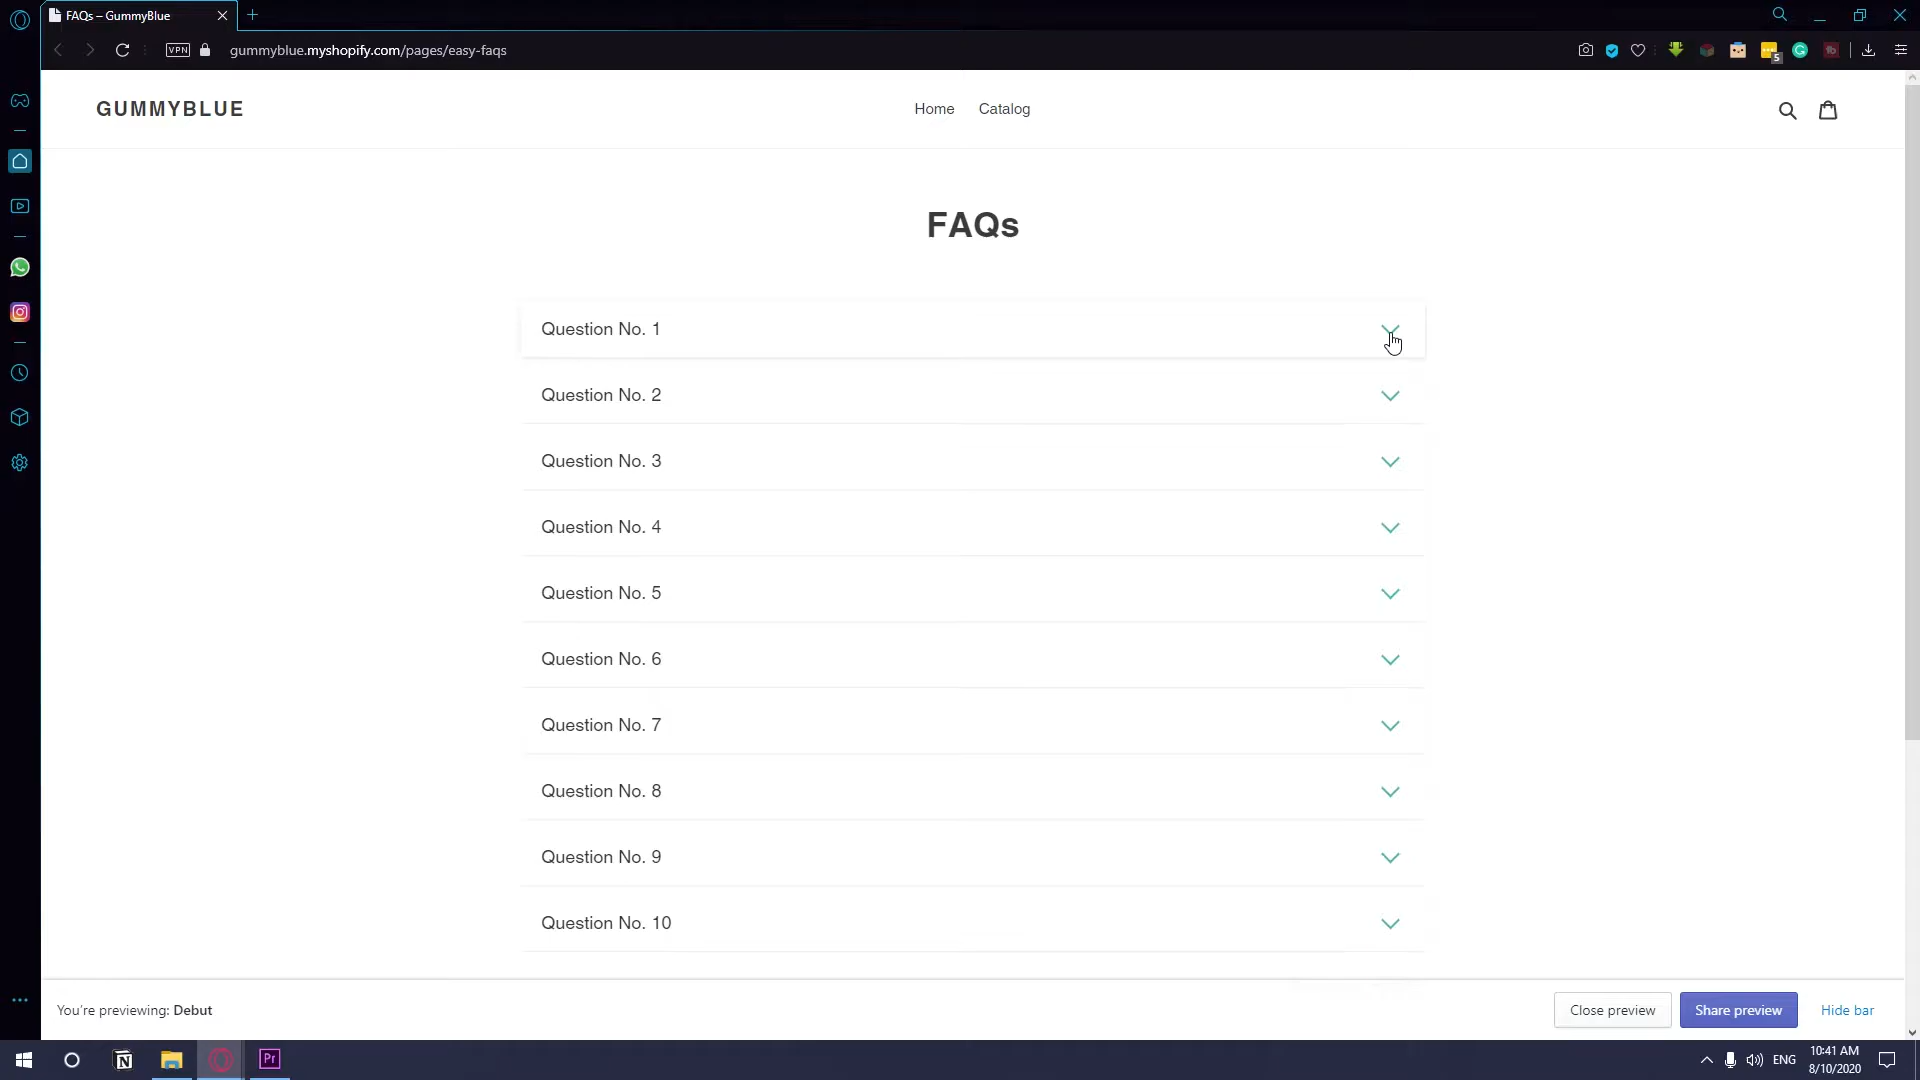 FAQs – GummyBlue
VPN
gummyblue.myshopify.com/pages/easy-faqs
5
GUMMYBLUE
Home
Catalog
FAQs
Question No. 1
Question No. 2
Question No. 3
Question No. 4
Question No. 5
Question No. 6
Question No. 7
Question No. 8
Question No. 9
Question No. 10
You're previewing: Debut
Close preview
Share preview
Hide bar
Pr
ENG
10:41 AM
8/10/2020